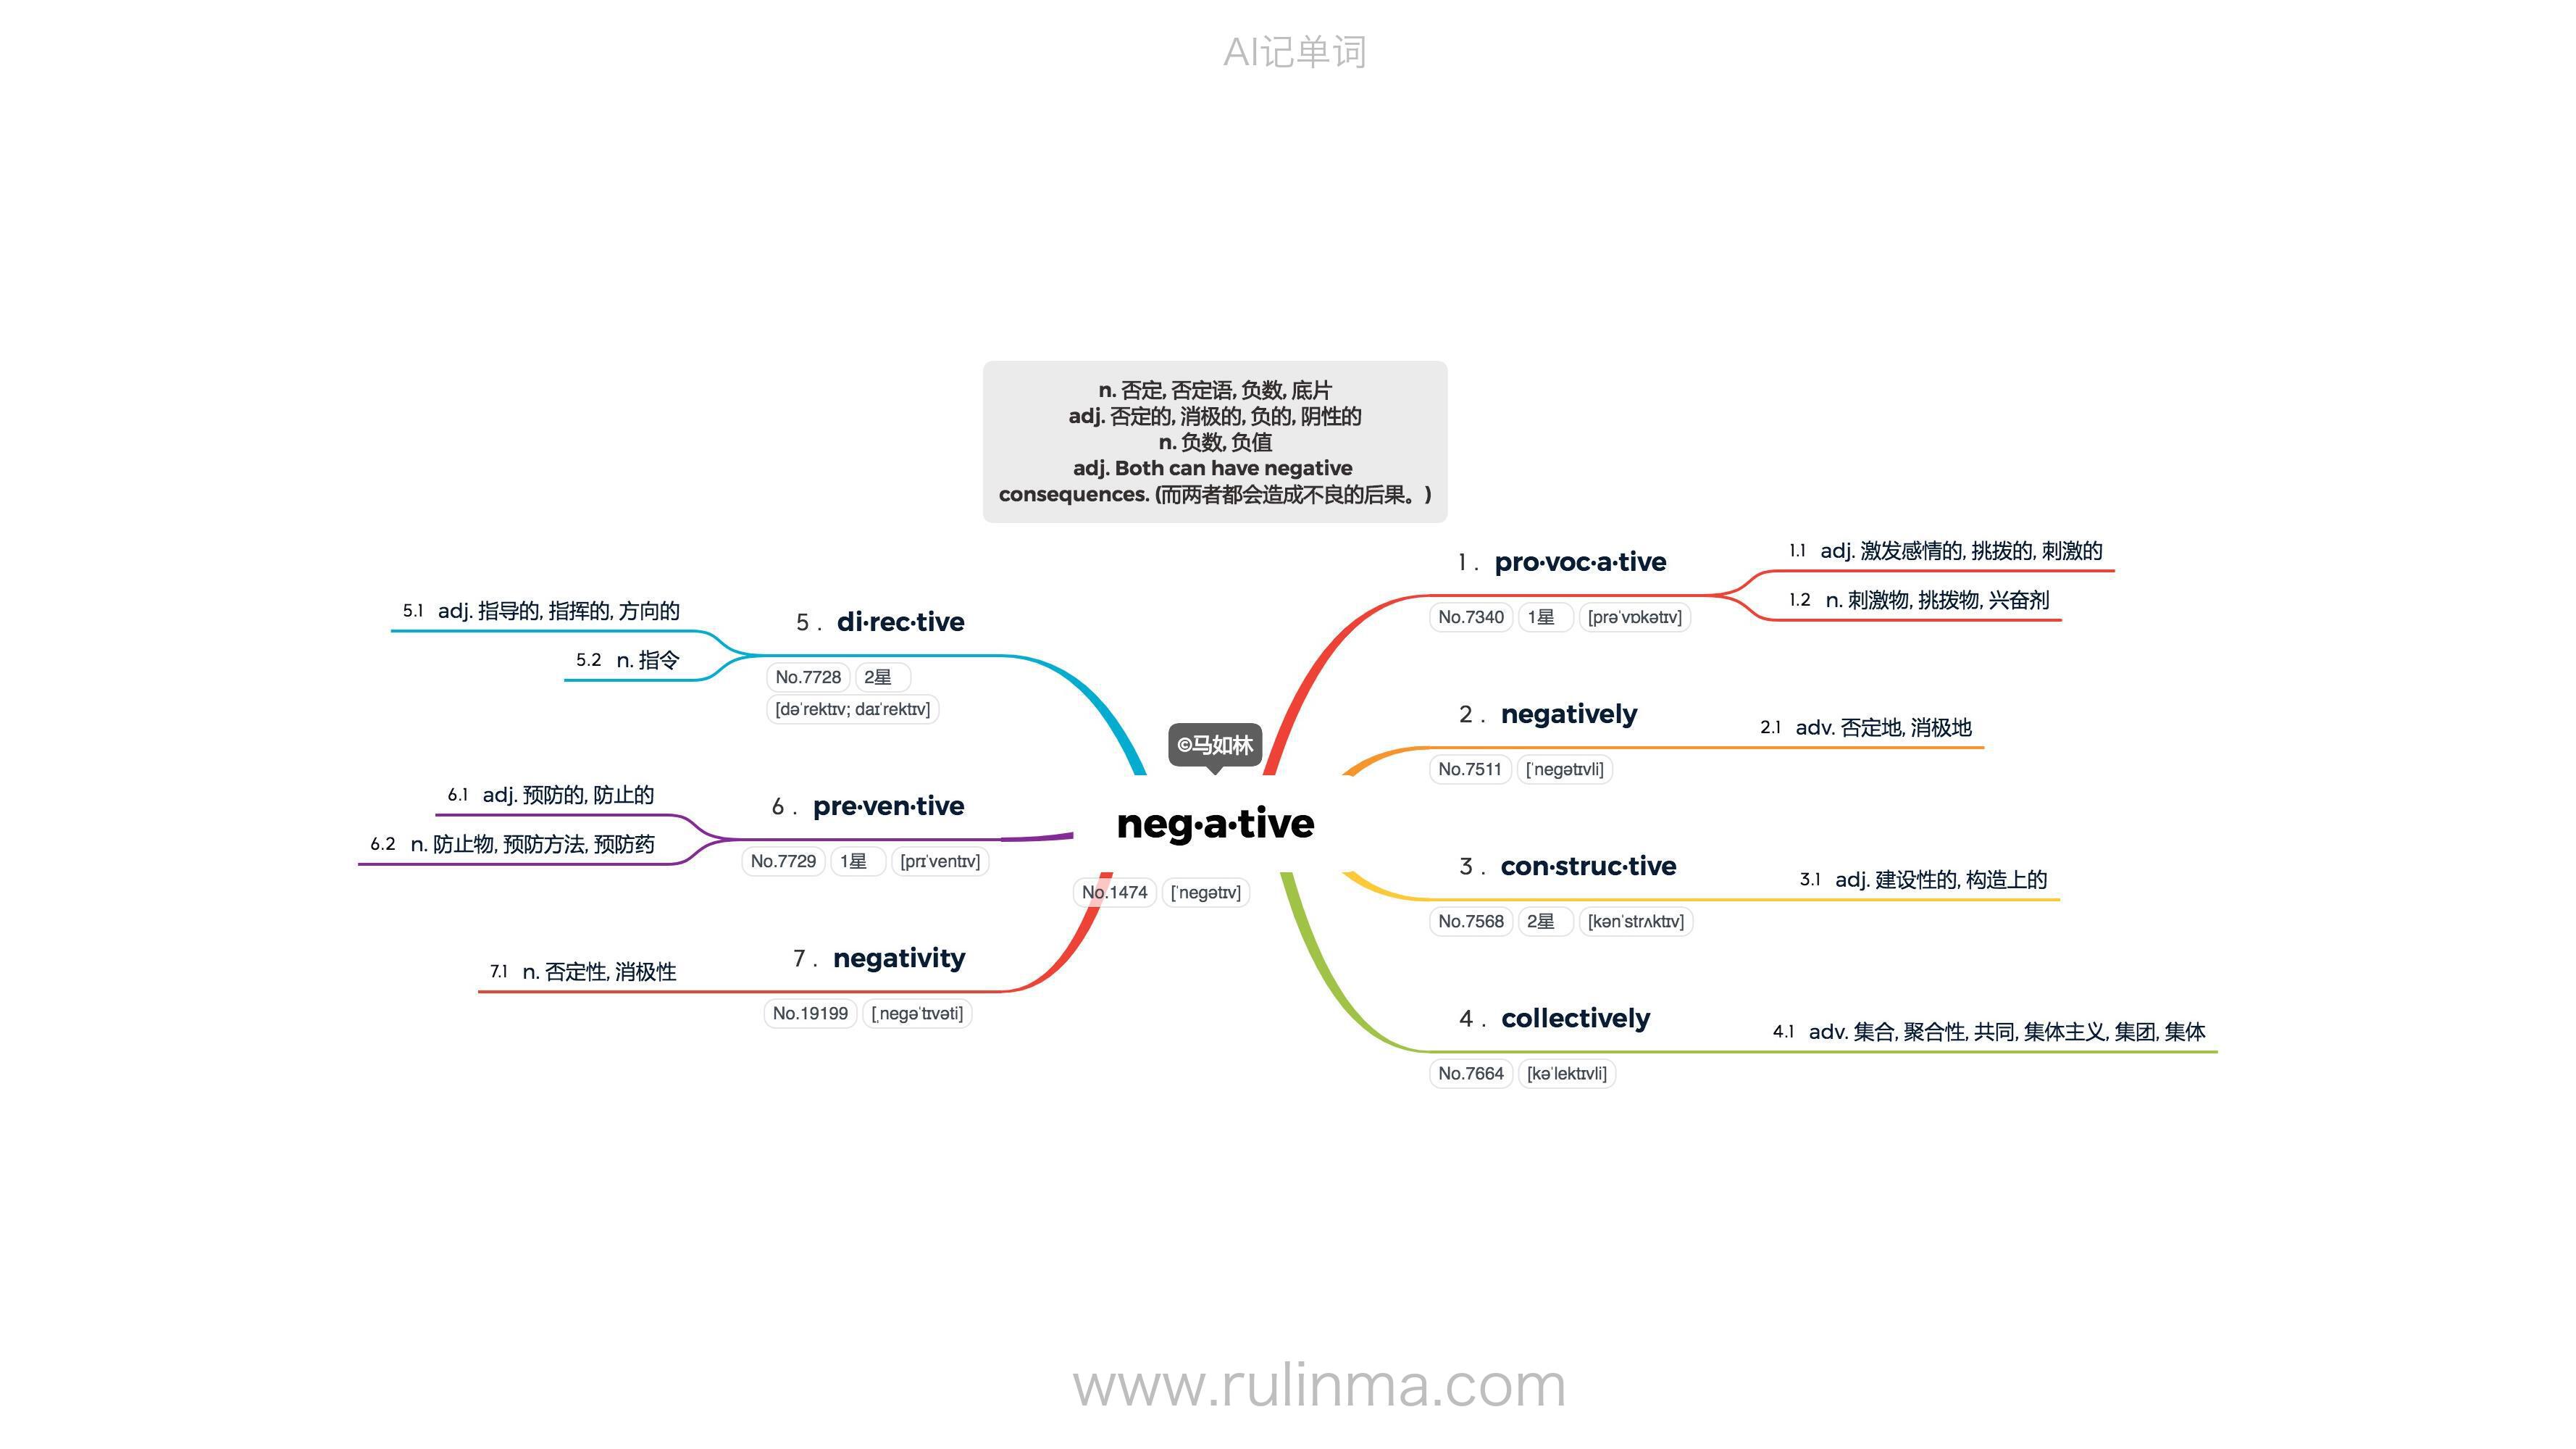 AI记单词
n. 否定, 否定语, 负数, 底片
adj. 否定的, 消极的, 负的, 阴性的
n. 负数, 负值
adj. Both can have negative
consequences. (而两者都会造成不良的后果。)
©马如林
neg·a·tive
No.1474 [ˈnegətɪv]
1 . pro·voc·a·tive
No.7340 1星 [prəˈvɒkətɪv]
1.1 adj. 激发感情的, 挑拨的, 刺激的
1.2 n. 刺激物, 挑拨物, 兴奋剂
2 . negatively
No.7511 [ˈnegətɪvli]
2.1 adv. 否定地, 消极地
3 . con·struc·tive
No.7568 2星 [kənˈstrʌktɪv]
3.1 adj. 建设性的, 构造上的
4 . collectively
No.7664 [kəˈlektɪvli]
4.1 adv. 集合, 聚合性, 共同, 集体主义, 集团, 集体
5 . di·rec·tive
No.7728 2星
[dəˈrektɪv; daɪˈrektɪv]
5.1 adj. 指导的, 指挥的, 方向的
5.2 n. 指令
6 . pre·ven·tive
No.7729 1星 [prɪˈventɪv]
6.1 adj. 预防的, 防止的
6.2 n. 防止物, 预防方法, 预防药
7 . negativity
No.19199 [ˌnegəˈtɪvəti]
7.1 n. 否定性, 消极性
www.rulinma.com